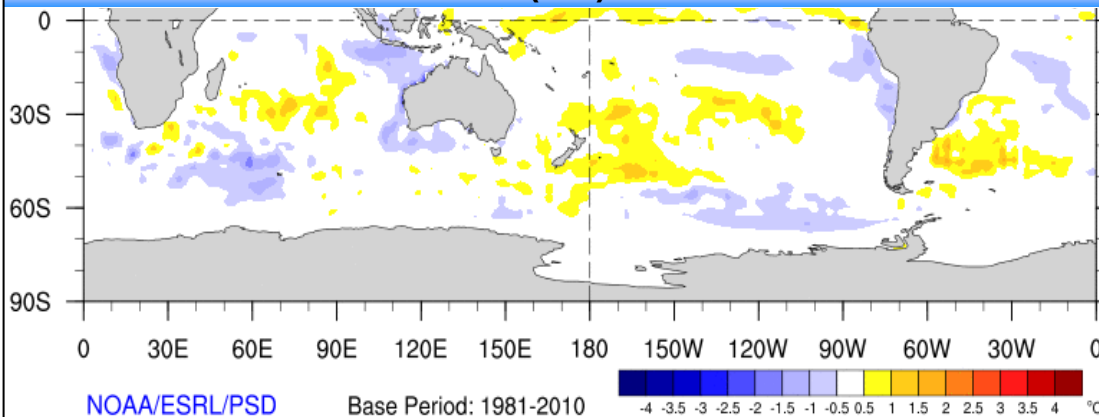 0
30S
60S
90S
0 30E 60E 90E 120E 150E 180 150W 120W 90W 60W 30W 0
NOAA/ESRL/PSD Base Period: 1981-2010
-4 -3.5 -3 -2.5 -2 -1.5 -1 -0.5 0.5 1 1.5 2 2.5 3 3.5 4 °C